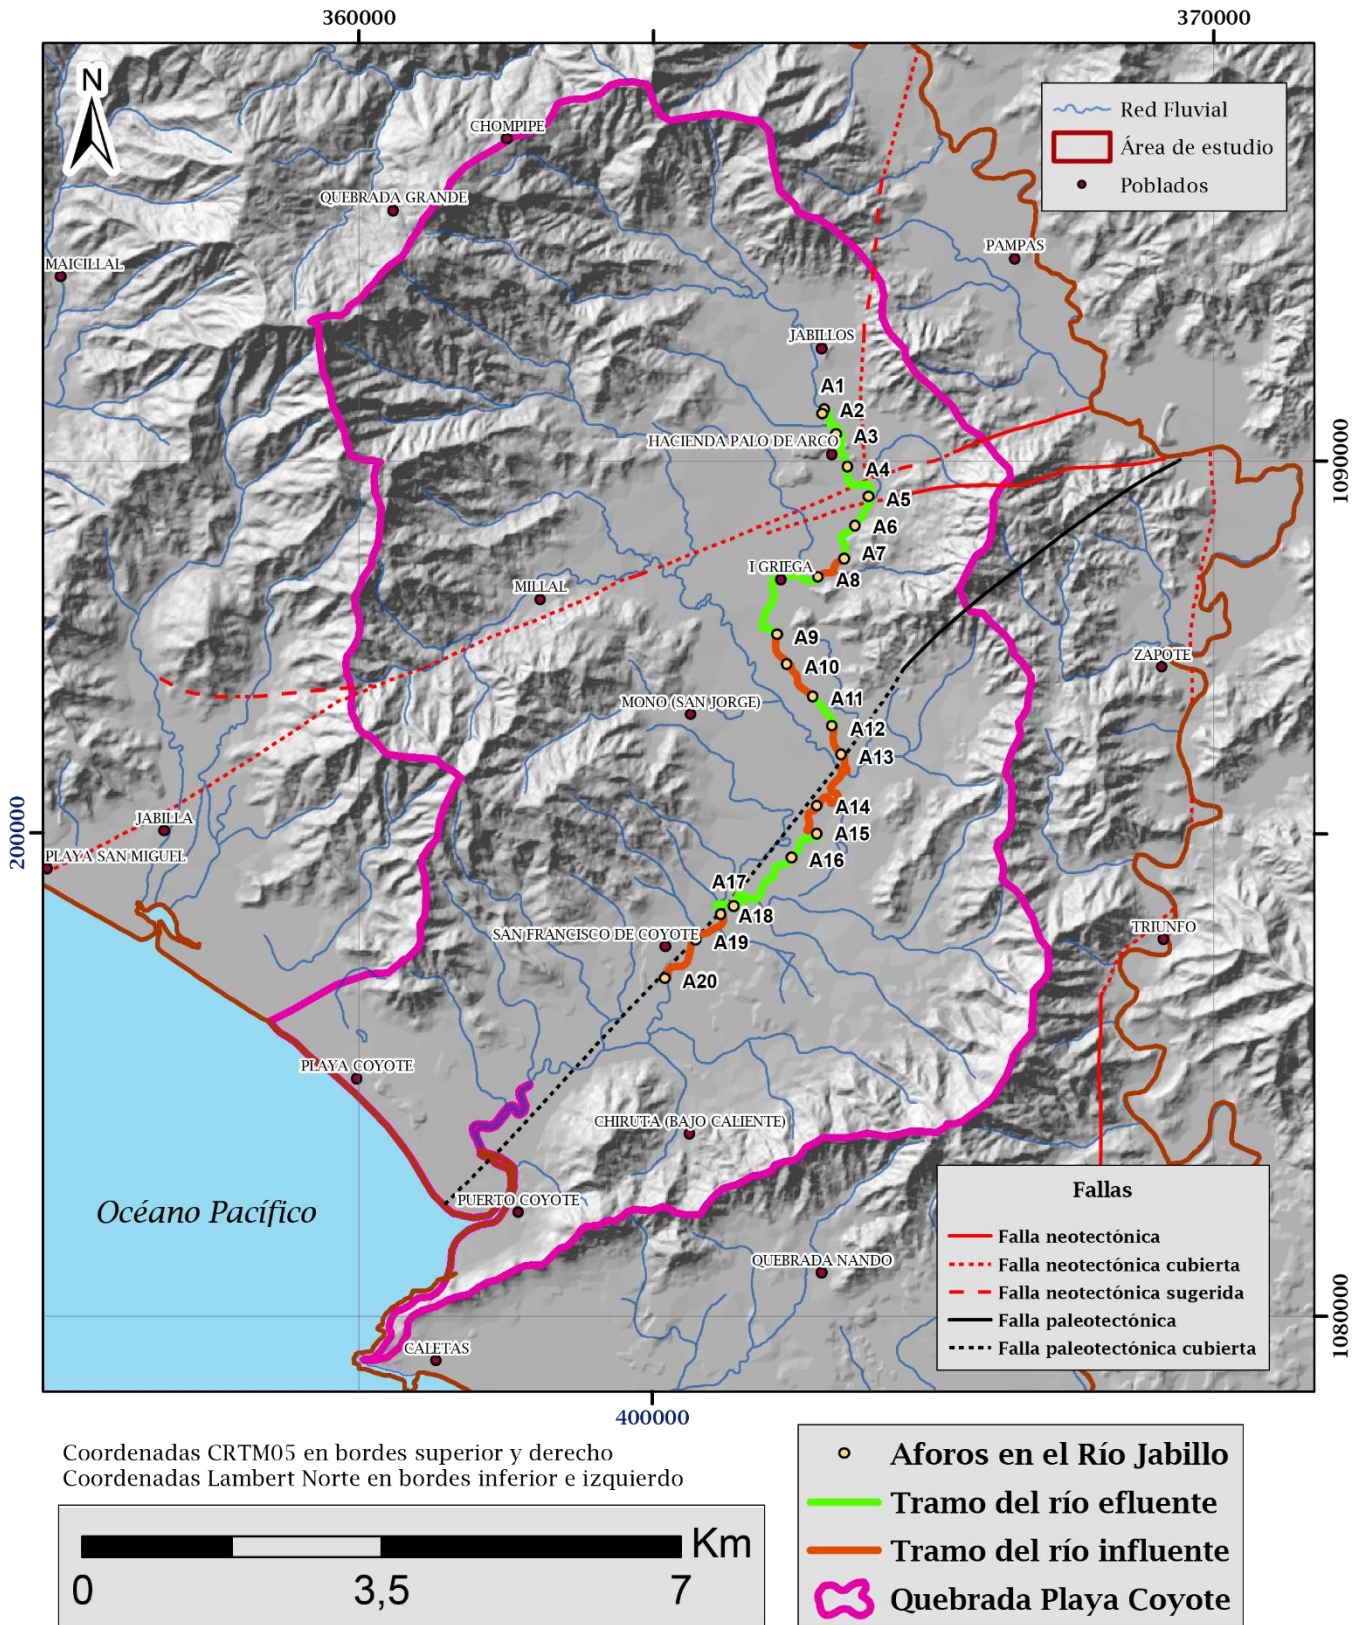 360000
370000
N
Red Fluvial
Área de estudio
Poblados
CHOMPIPE
QUEBRADA GRANDE
MAICILLAL
PAMPAS
JABILLOS
A1
A2
A3
HACIENDA PALO DE ARCO
1090000
A4
A5
A6
A7
I GRIEGA
A8
MILLAL
A9
A10
ZAPOTE
A11
MONO (SAN JORGE)
A12
A13
A14
200000
JABILLA
A15
PLAYA SAN MIGUEL
A16
A17
A18
TRIUNFO
SAN FRANCISCO DE COYOTE
A19
A20
PLAYA COYOTE
CHIRUTA (BAJO CALIENTE)
Océano Pacífico
PUERTO COYOTE
QUEBRADA NANDO
CALETAS
Fallas
Falla neotectónica
Falla neotectónica cubierta
Falla neotectónica sugerida
Falla paleotectónica
Falla paleotectónica cubierta
1080000
400000
Coordenadas CRTM05 en bordes superior y derecho
Coordenadas Lambert Norte en bordes inferior e izquierdo
Km
0
3,5
7
Aforos en el Río Jabillo
Tramo del río efluente
Tramo del río influente
Quebrada Playa Coyote